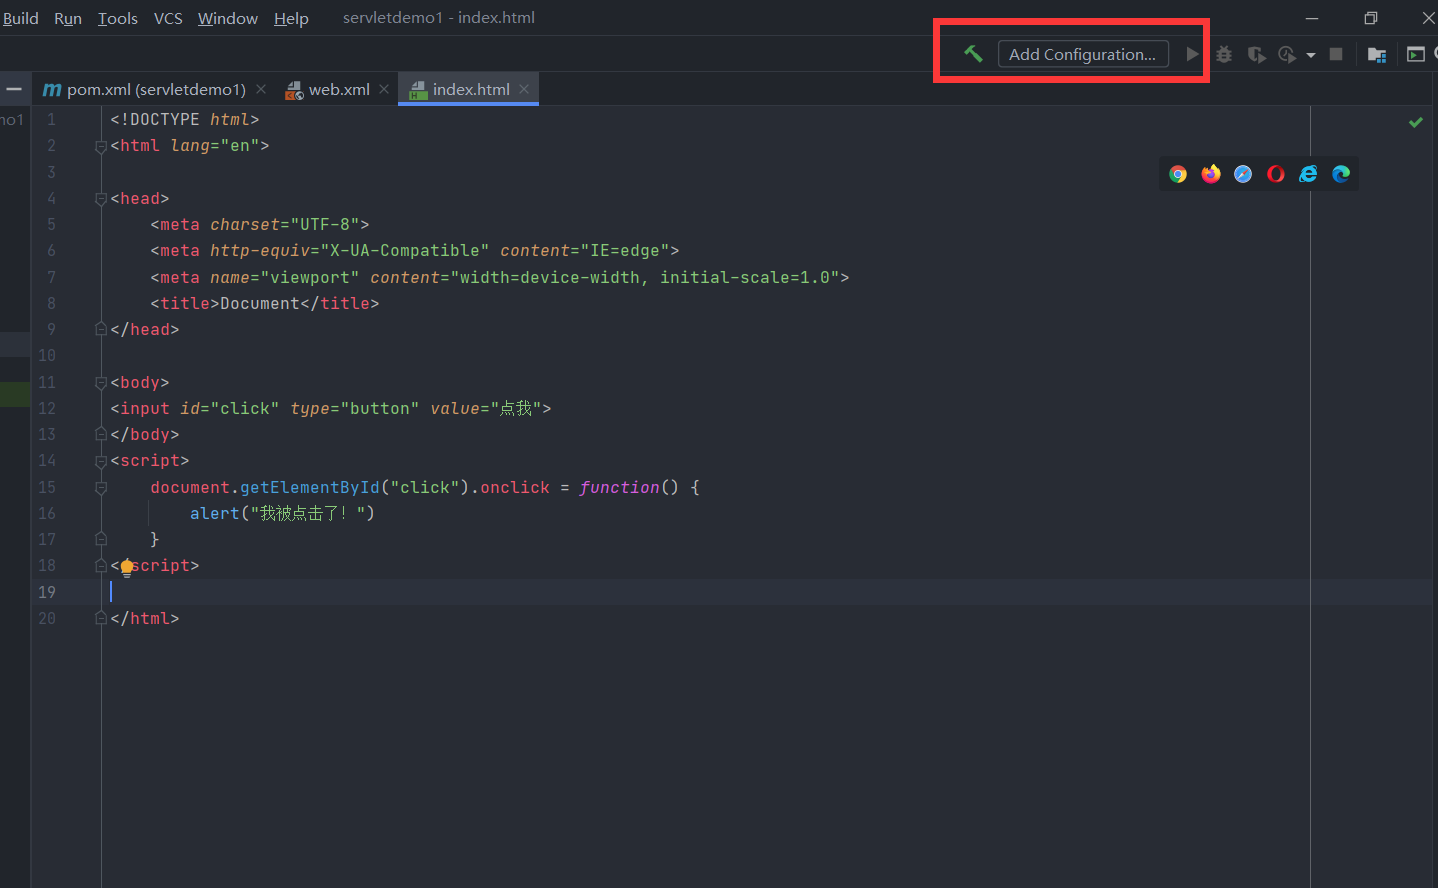 Build Run Tools VCS Window Help servletdemo1 - index.html
Add Configuration...
pom.xml (servletdemo1) web.xml index.html
1 <!DOCTYPE html>
2 <html lang="en">
3
4 <head>
5 <meta charset="UTF-8">
6 <meta http-equiv="X-UA-Compatible" content="IE=edge">
7 <meta name="viewport" content="width=device-width, initial-scale=1.0">
8 <title>Document</title>
9 </head>
10
11 <body>
12 <input id="click" type="button" value="点我">
13 </body>
14 <script>
15 document.getElementById("click").onclick = function() {
16 alert("我被点击了！")
17 }
18 </script>
19
20 </html>